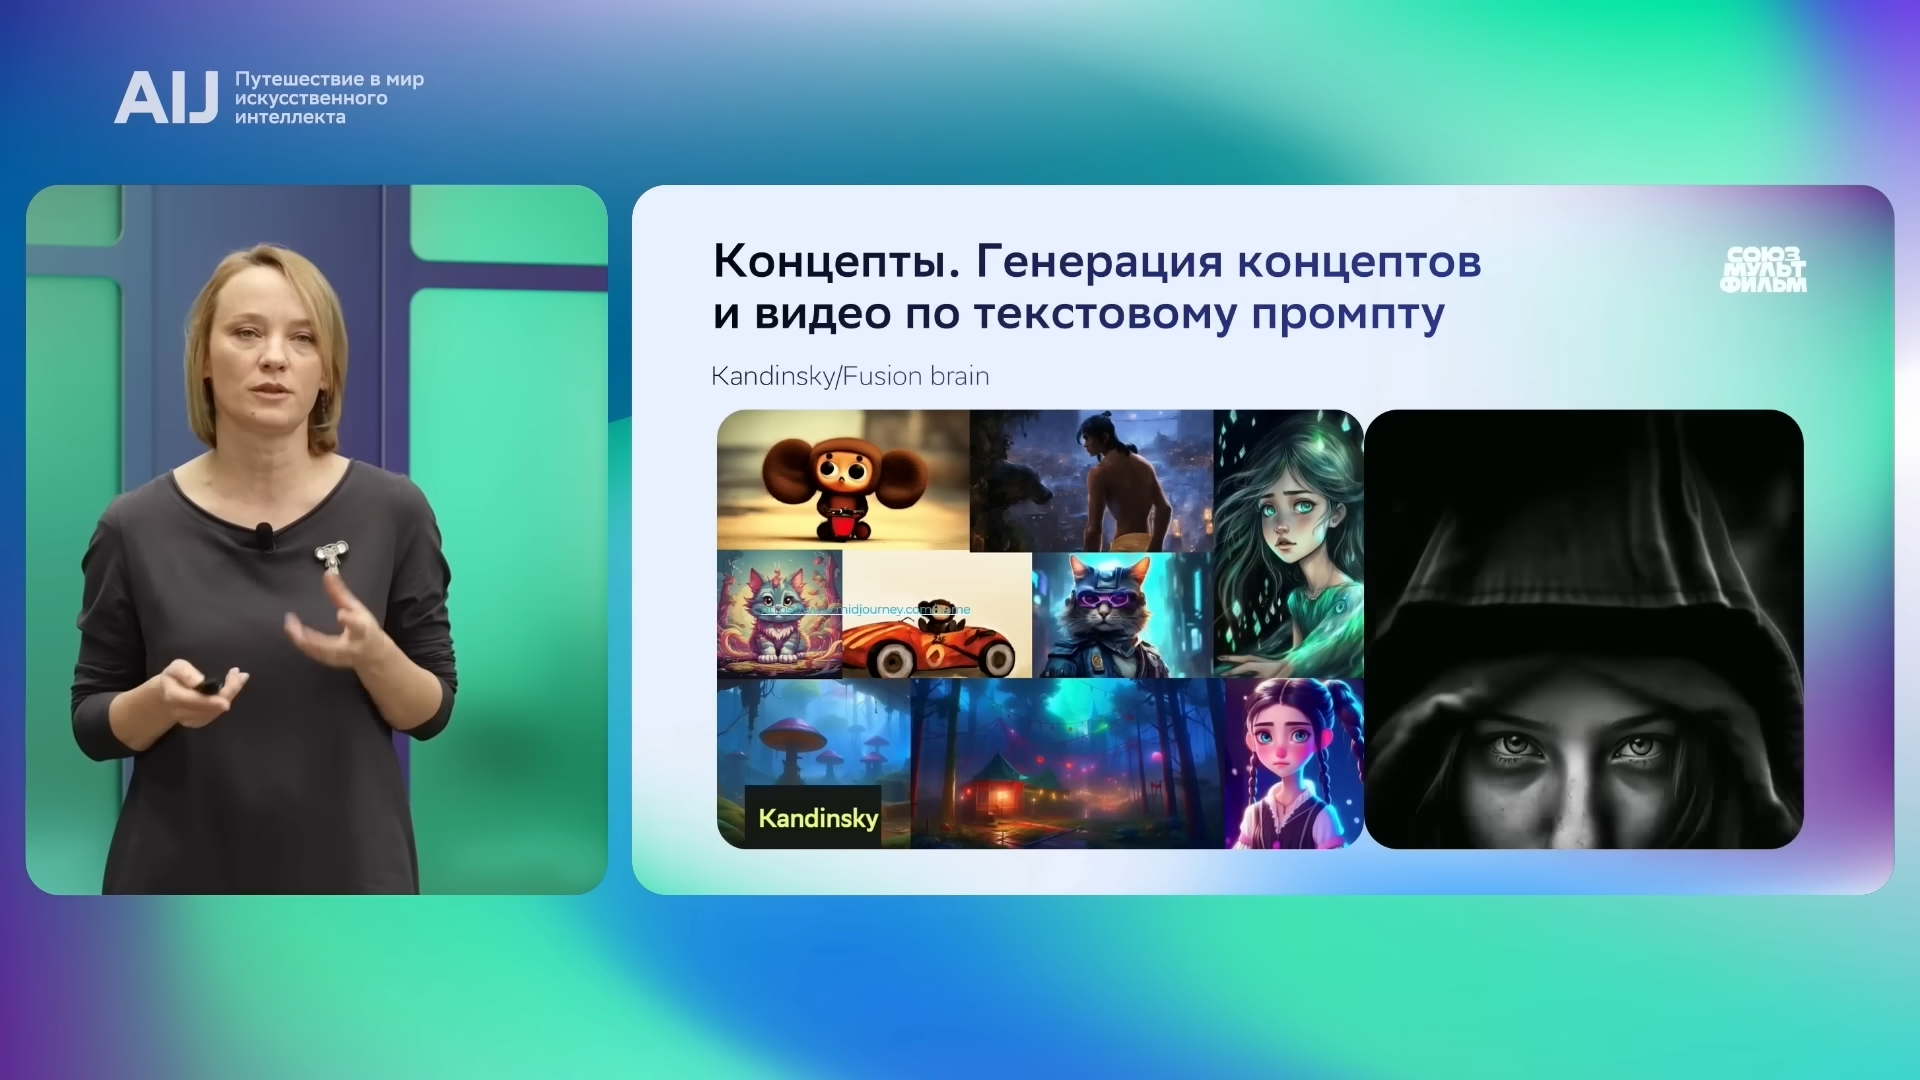 AIJ
Путешествие в мир
искусственного
интеллекта
Концепты. Генерация концептов
и видео по текстовому промпту
СОЮЗ
МУЛЬТ
ФИЛЬМ
Kandinsky/Fusion brain
midjourney.com
Kandinsky